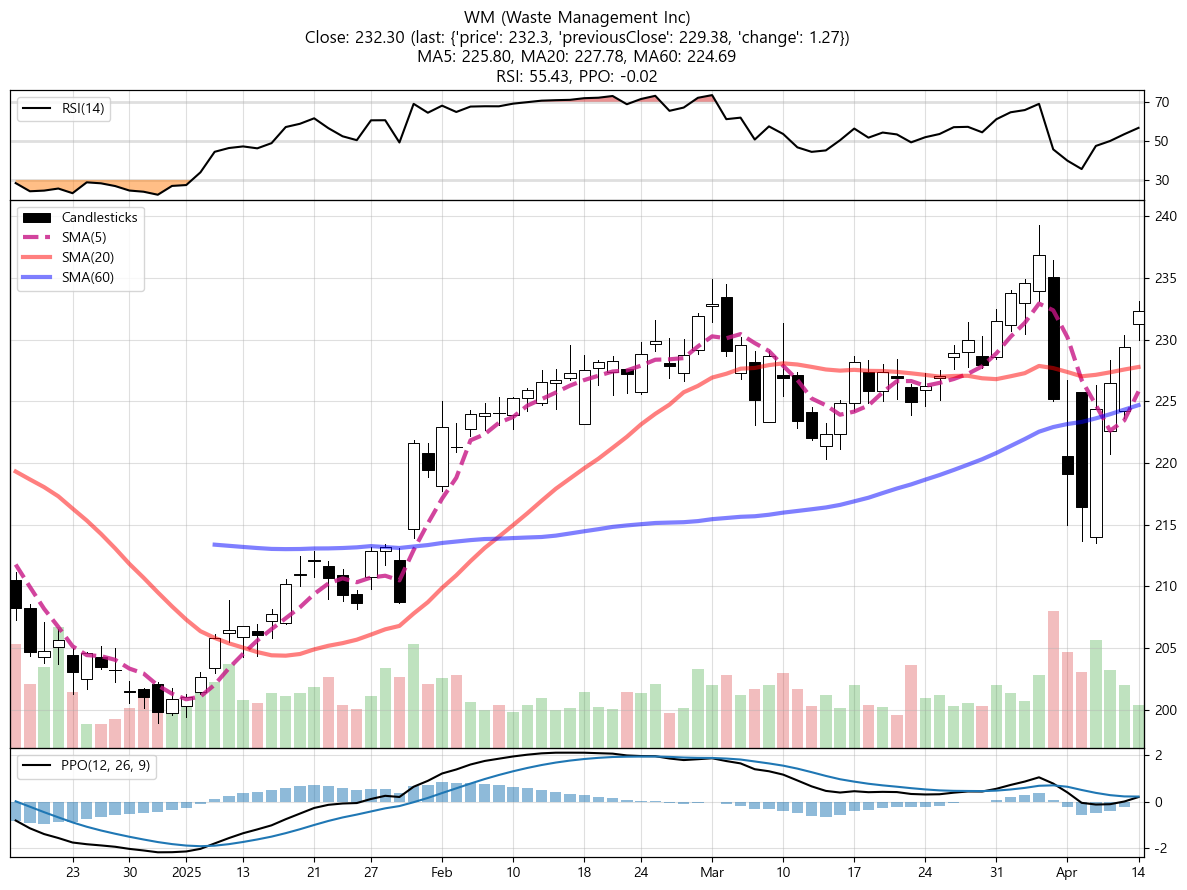 WM (Waste Management Inc)
Close: 232.30 (last: {'price': 232.3, 'previousClose': 229.38, 'change': 1.27})
MA5: 225.80, MA20: 227.78, MA60: 224.69
RSI: 55.43, PPO: -0.02
RSI(14)
70
50
30
Candlesticks
SMA(5)
SMA(20)
SMA(60)
240
235
230
225
220
215
210
205
200
PPO(12, 26, 9)
2
0
-2
23 30 2025 13 21 27 Feb 10 18 24 Mar 10 17 24 31 Apr 14